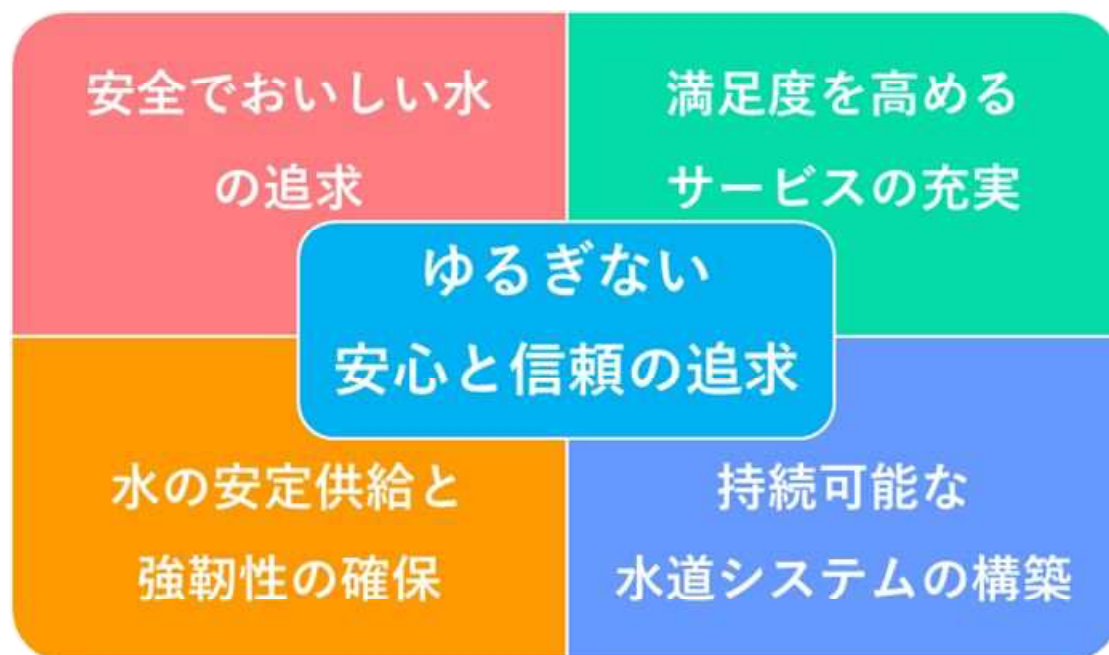 安全でおいしい水
の追求
満足度を高める
サービスの充実
ゆるぎない
安心と信頼の追求
水の安定供給と
強靭性の確保
持続可能な
水道システムの構築